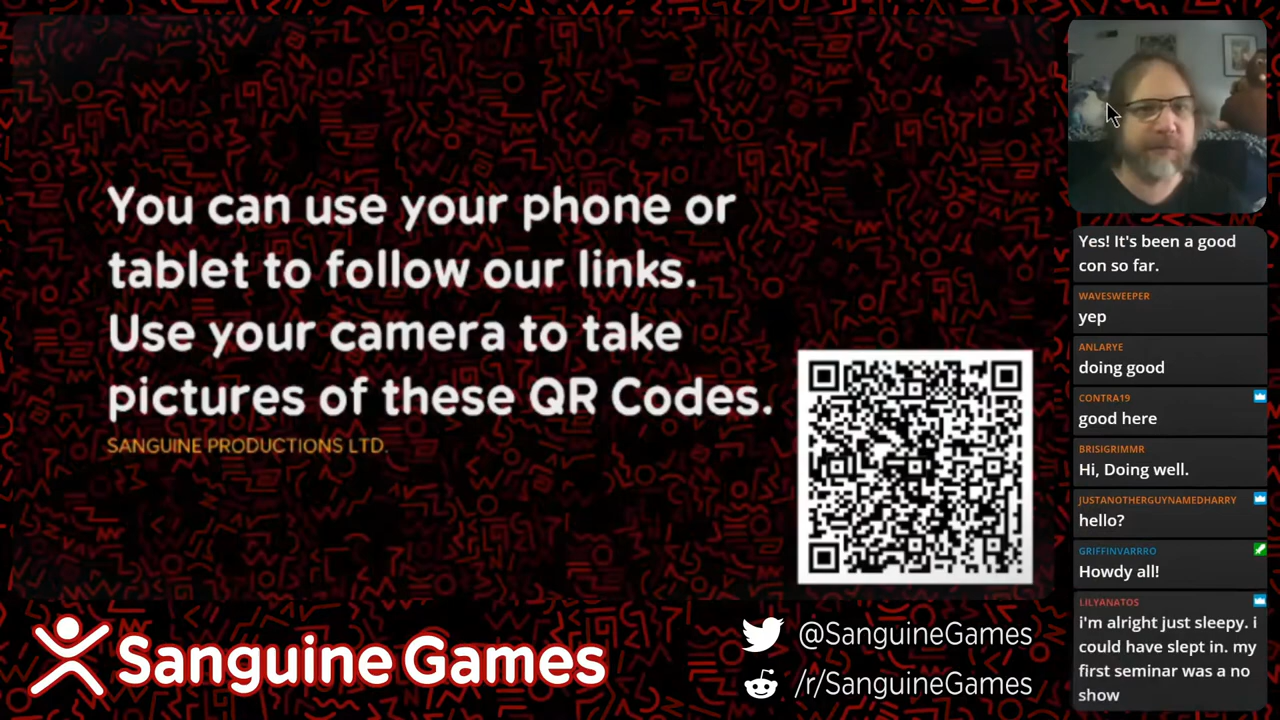 You can use your phone or
tablet to follow our links.
Use your camera to take
pictures of these QR Codes.
SANGUINE PRODUCTIONS LTD.
Sanguine Games
@SanguineGames
/r/SanguineGames
Yes! It's been a good
con so far.
WAVESWEEPER
yep
ANLARYE
doing good
CONTRA19
good here
BRISIGRIMMR
Hi, Doing well.
JUSTANOTHERGUYNAMEDHARRY
hello?
GRIFFINVARRRO
Howdy all!
LILYANATOS
i'm alright just sleepy. i
could have slept in. my
first seminar was a no
show